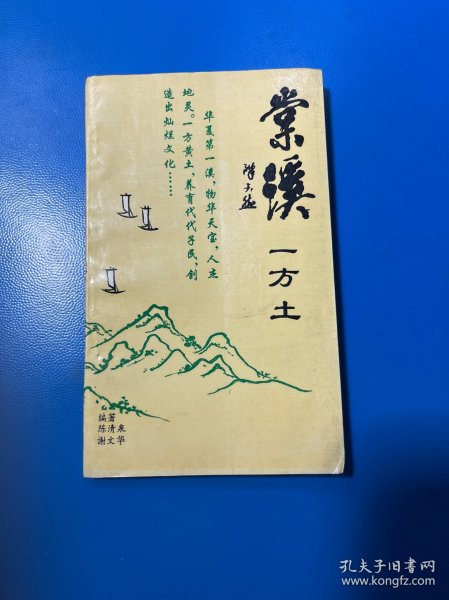 棠溪
一方土
华夏第一溪，物华天宝，人杰
地灵。一方黄土，养育代代子民，创
造出灿烂文化……
编著
陈清泉
谢文华
孔夫子旧书网
www.kongfz.com